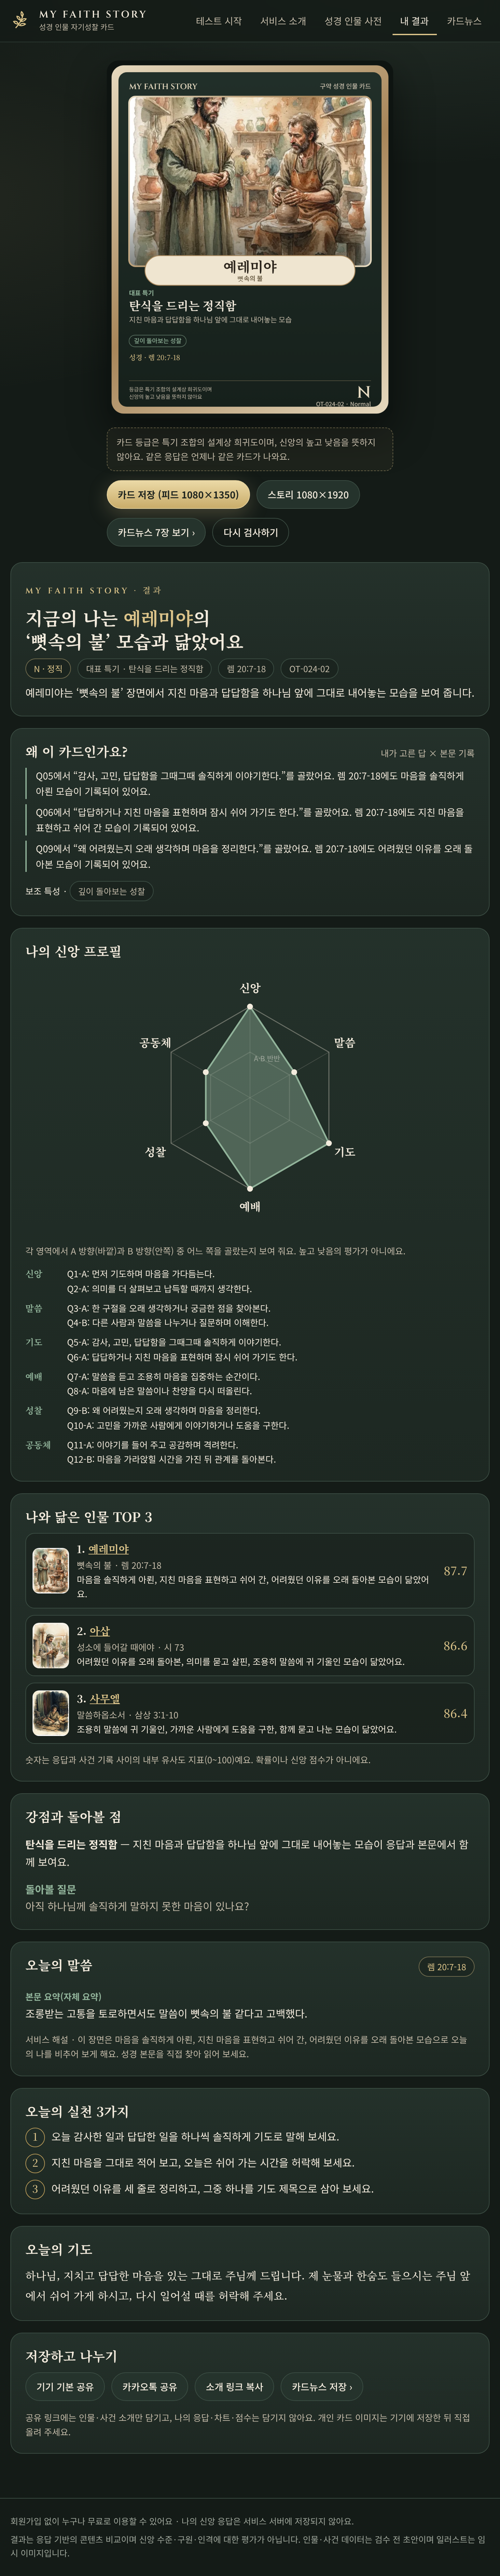 MY FAITH STORY
성경 인물 자기성찰 카드
테스트 시작
서비스 소개
성경 인물 사전
내 결과
카드뉴스
MY FAITH STORY
구약 성경 인물 카드
예레미야
뼛속의 불
대표 특기
탄식을 드리는 정직함
지친 마음과 답답함을 하나님 앞에 그대로 내어놓는 모습
깊이 돌아보는 성찰
성경 · 렘 20:7-18
등급은 특기 조합의 설계상 희귀도이며
신앙의 높고 낮음을 뜻하지 않아요
N
OT-024-02 · Normal
카드 등급은 특기 조합의 설계상 희귀도이며, 신앙의 높고 낮음을 뜻하지
않아요. 같은 응답은 언제나 같은 카드가 나와요.
카드 저장 (피드 1080×1350)
스토리 1080×1920
카드뉴스 7장 보기 ›
다시 검사하기
MY FAITH STORY · 결과
지금의 나는 예레미야의
‘뼛속의 불’ 모습과 닮았어요
N · 정직
대표 특기 · 탄식을 드리는 정직함
렘 20:7-18
OT-024-02
예레미야는 ‘뼛속의 불’ 장면에서 지친 마음과 답답함을 하나님 앞에 그대로 내어놓는 모습을 보여 줍니다.
왜 이 카드인가요?
내가 고른 답 × 본문 기록
Q05에서 “감사, 고민, 답답함을 그때그때 솔직하게 이야기한다.”를 골랐어요. 렘 20:7-18에도 마음을 솔직하게
아뢴 모습이 기록되어 있어요.
Q06에서 “답답하거나 지친 마음을 표현하며 잠시 쉬어 가기도 한다.”를 골랐어요. 렘 20:7-18에도 지친 마음을
표현하고 쉬어 간 모습이 기록되어 있어요.
Q09에서 “왜 어려웠는지 오래 생각하며 마음을 정리한다.”를 골랐어요. 렘 20:7-18에도 어려웠던 이유를 오래 돌
아본 모습이 기록되어 있어요.
보조 특성 ·
깊이 돌아보는 성찰
나의 신앙 프로필
신앙
공동체
말씀
A·B 반반
성찰
기도
예배
각 영역에서 A 방향(바깥)과 B 방향(안쪽) 중 어느 쪽을 골랐는지 보여 줘요. 높고 낮음의 평가가 아니에요.
신앙
Q1-A: 먼저 기도하며 마음을 가다듬는다.
Q2-A: 의미를 더 살펴보고 납득할 때까지 생각한다.
말씀
Q3-A: 한 구절을 오래 생각하거나 궁금한 점을 찾아본다.
Q4-B: 다른 사람과 말씀을 나누거나 질문하며 이해한다.
기도
Q5-A: 감사, 고민, 답답함을 그때그때 솔직하게 이야기한다.
Q6-A: 답답하거나 지친 마음을 표현하며 잠시 쉬어 가기도 한다.
예배
Q7-A: 말씀을 듣고 조용히 마음을 집중하는 순간이다.
Q8-A: 마음에 남은 말씀이나 찬양을 다시 떠올린다.
성찰
Q9-B: 왜 어려웠는지 오래 생각하며 마음을 정리한다.
Q10-A: 고민을 가까운 사람에게 이야기하거나 도움을 구한다.
공동체
Q11-A: 이야기를 들어 주고 공감하며 격려한다.
Q12-B: 마음을 가라앉힐 시간을 가진 뒤 관계를 돌아본다.
나와 닮은 인물 TOP 3
1. 예레미야
뼛속의 불 · 렘 20:7-18
마음을 솔직하게 아뢴, 지친 마음을 표현하고 쉬어 간, 어려웠던 이유를 오래 돌아본 모습이 닮았어
요.
87.7
2. 아삽
성소에 들어갈 때에야 · 시 73
어려웠던 이유를 오래 돌아본, 의미를 묻고 살핀, 조용히 말씀에 귀 기울인 모습이 닮았어요.
86.6
3. 사무엘
말씀하옵소서 · 삼상 3:1-10
조용히 말씀에 귀 기울인, 가까운 사람에게 도움을 구한, 함께 묻고 나눈 모습이 닮았어요.
86.4
숫자는 응답과 사건 기록 사이의 내부 유사도 지표(0~100)예요. 확률이나 신앙 점수가 아니에요.
강점과 돌아볼 점
탄식을 드리는 정직함 — 지친 마음과 답답함을 하나님 앞에 그대로 내어놓는 모습이 응답과 본문에서 함
께 보여요.
돌아볼 질문
아직 하나님께 솔직하게 말하지 못한 마음이 있나요?
오늘의 말씀
렘 20:7-18
본문 요약(자체 요약)
조롱받는 고통을 토로하면서도 말씀이 뼛속의 불 같다고 고백했다.
서비스 해설 · 이 장면은 마음을 솔직하게 아뢴, 지친 마음을 표현하고 쉬어 간, 어려웠던 이유를 오래 돌아본 모습으로 오늘
의 나를 비추어 보게 해요. 성경 본문을 직접 찾아 읽어 보세요.
오늘의 실천 3가지
1 오늘 감사한 일과 답답한 일을 하나씩 솔직하게 기도로 말해 보세요.
2 지친 마음을 그대로 적어 보고, 오늘은 쉬어 가는 시간을 허락해 보세요.
3 어려웠던 이유를 세 줄로 정리하고, 그중 하나를 기도 제목으로 삼아 보세요.
오늘의 기도
하나님, 지치고 답답한 마음을 있는 그대로 주님께 드립니다. 제 눈물과 한숨도 들으시는 주님 앞
에서 쉬어 가게 하시고, 다시 일어설 때를 허락해 주세요.
저장하고 나누기
기기 기본 공유
카카오톡 공유
소개 링크 복사
카드뉴스 저장 ›
공유 링크에는 인물·사건 소개만 담기고, 나의 응답·차트·점수는 담기지 않아요. 개인 카드 이미지는 기기에 저장한 뒤 직접
올려 주세요.
회원가입 없이 누구나 무료로 이용할 수 있어요 · 나의 신앙 응답은 서비스 서버에 저장되지 않아요.
결과는 응답 기반의 콘텐츠 비교이며 신앙 수준·구원·인격에 대한 평가가 아닙니다. 인물·사건 데이터는 검수 전 초안이며 일러스트는 임
시 이미지입니다.